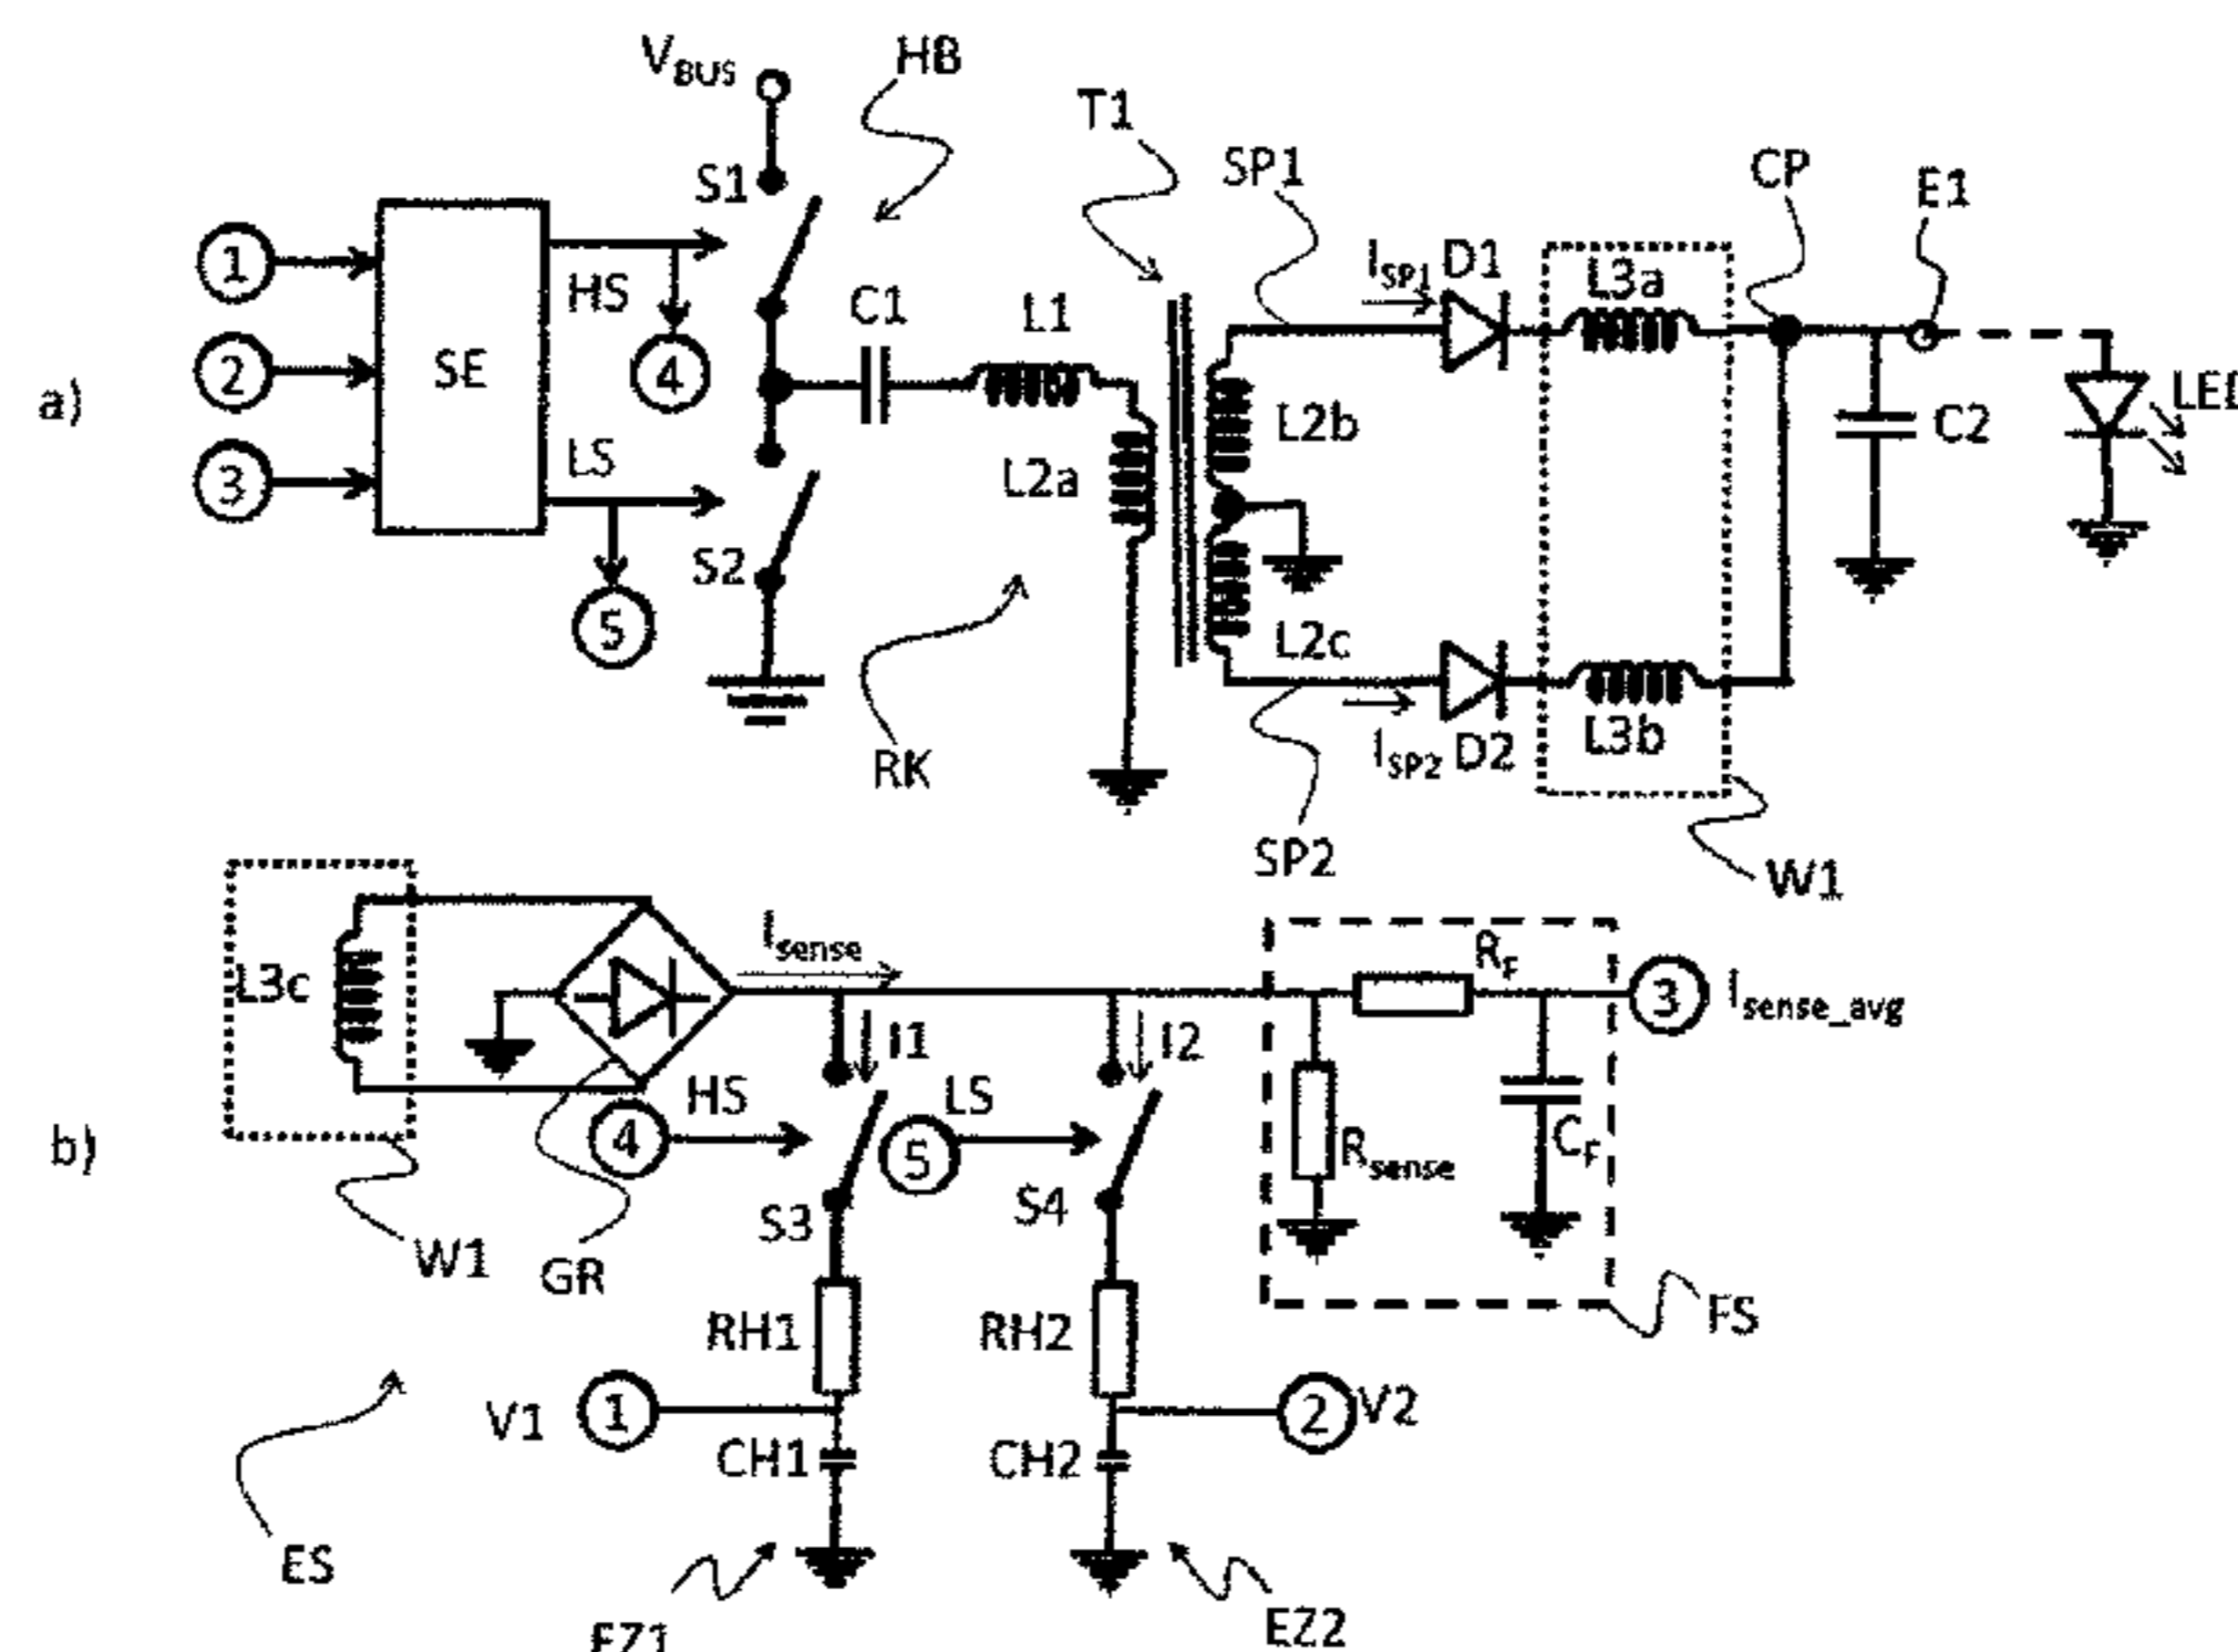 V_BUS
HB
T1
SP1
CP
E1
S1
I_SP1 D1
L3a
1
HS
C1
L1
2
SE
4
a)
L2b
C2
LED
3
LS
L2a
S2
L2c
5
I_SP2 D2
L3b
RK
SP2
W1
I_sense
R_F
L3c
3
I_sense_avg
I1
I2
HS
LS
4
5
b)
R_sense
C_F
S3
S4
W1
GR
FS
RH1
RH2
V1
1
2
V2
CH1
CH2
ES
EZ1
EZ2